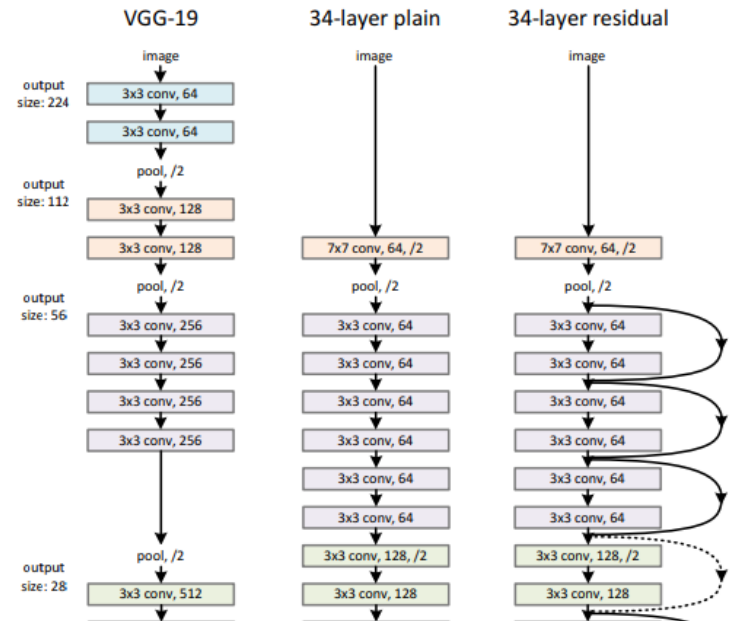 VGG-19
34-layer plain
34-layer residual
image
image
image
output
size: 224
3x3 conv, 64
3x3 conv, 64
pool, /2
output
size: 112
3x3 conv, 128
3x3 conv, 128
7x7 conv, 64, /2
7x7 conv, 64, /2
pool, /2
pool, /2
pool, /2
output
size: 56
3x3 conv, 256
3x3 conv, 64
3x3 conv, 64
3x3 conv, 256
3x3 conv, 64
3x3 conv, 64
3x3 conv, 256
3x3 conv, 64
3x3 conv, 64
3x3 conv, 256
3x3 conv, 64
3x3 conv, 64
3x3 conv, 64
3x3 conv, 64
3x3 conv, 64
3x3 conv, 64
pool, /2
3x3 conv, 128, /2
3x3 conv, 128, /2
output
size: 28
3x3 conv, 512
3x3 conv, 128
3x3 conv, 128